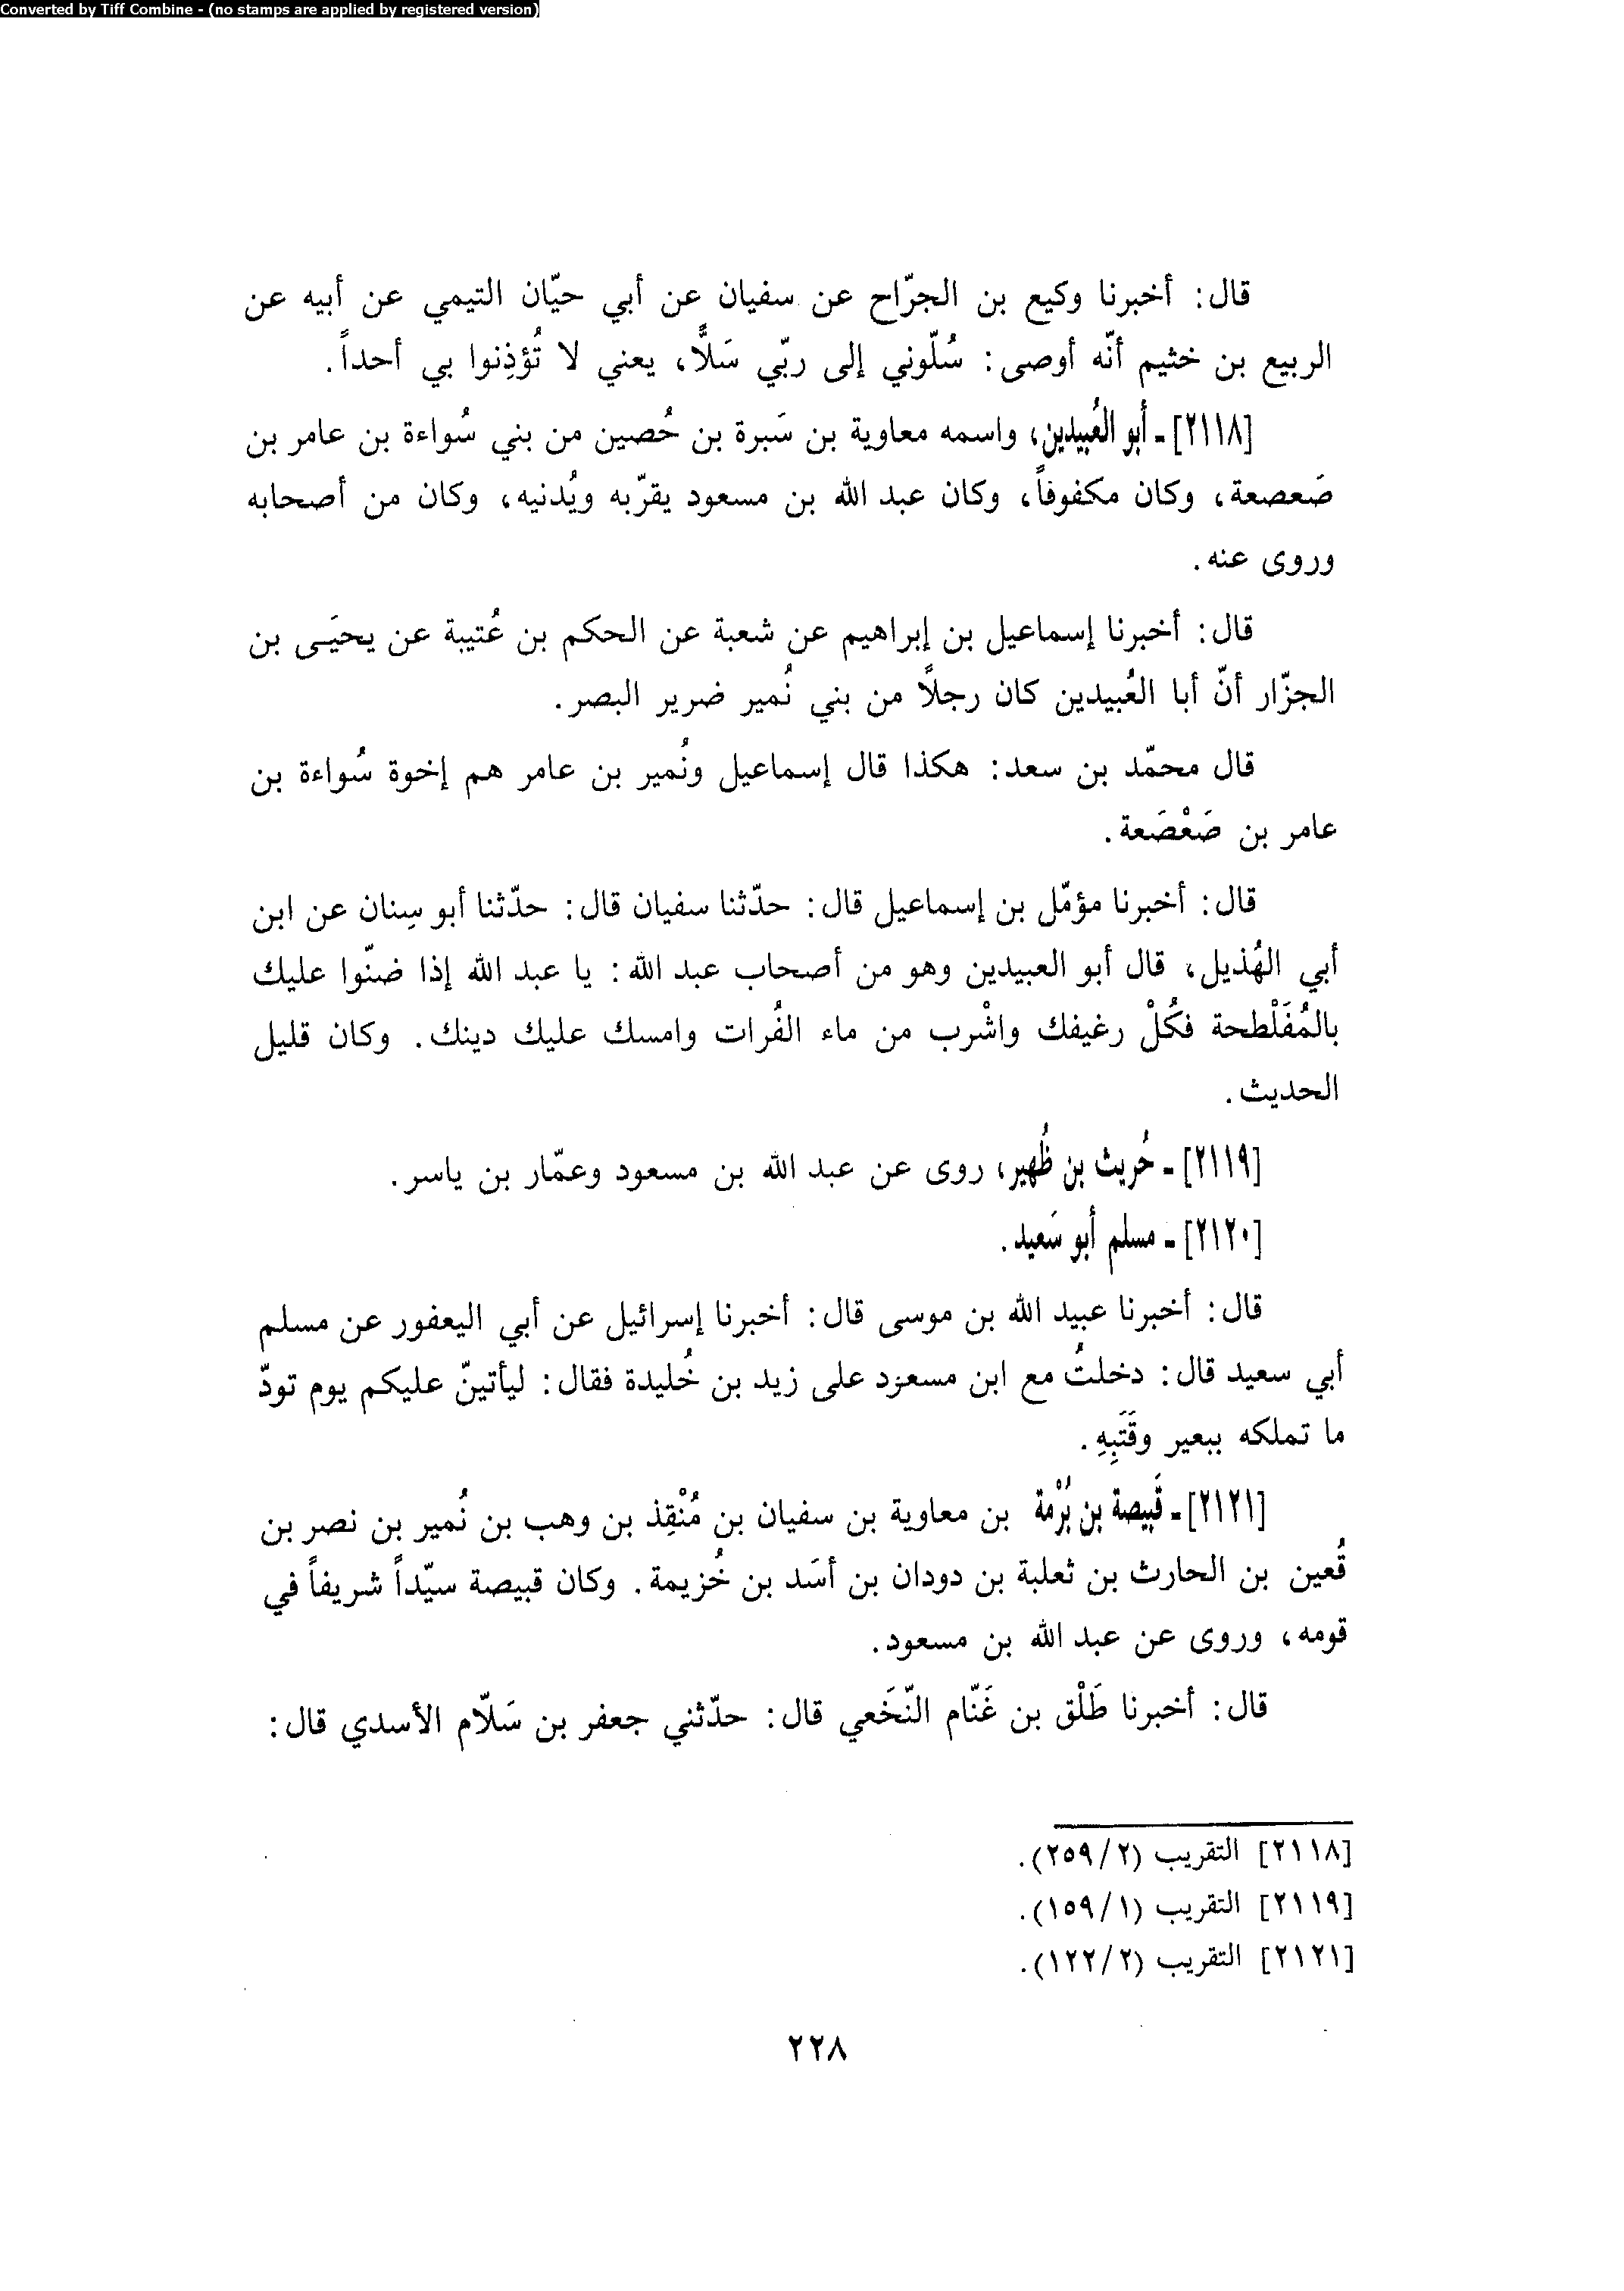 Converted by Tiff Combine - (no stamps are applied by registered version)
قال: أخبرنا وكيع بن الجرّاح عن سفيان عن أبي حيّان التيمي عن أبيه عن
الربيع بن خثيم أنّه أوصى: سُلّوني إلى ربّي سَلاًّ، يعني لا تُؤذِنوا بي أحداً.
[٢١١٨] ـ أبو العُبيدين، واسمه معاوية بن سَبرة بن حُصين من بني سُواءة بن عامر بن
صَعصعة، وكان مكفوفاً، وكان عبد الله بن مسعود يقرّبه ويُدنيه، وكان من أصحابه
وروى عنه.
قال: أخبرنا إسماعيل بن إبراهيم عن شعبة عن الحكم بن عُتيبة عن يحيَى بن
الجزّار أنّ أبا العُبيدين كان رجلاً من بني نُمير ضرير البصر.
قال محمّد بن سعد: هكذا قال إسماعيل ونُمير بن عامر هم إخوة سُواءة بن
عامر بن صَعْصَعة.
قال: أخبرنا مؤمّل بن إسماعيل قال: حدّثنا سفيان قال: حدّثنا أبو سِنان عن ابن
أبي الهُذيل، قال أبو العبيدين وهو من أصحاب عبد الله: يا عبد الله إذا ضنّوا عليك
بالمُفَلْطحة فكُلْ رغيفك واشْرب من ماء الفُرات وامسك عليك دينك. وكان قليل
الحديث.
[٢١١٩] ـ حُريث بن ظُهير، روى عن عبد الله بن مسعود وعمّار بن ياسر.
[٢١٢٠] ـ مسلم أبو سَعيد.
قال: أخبرنا عبيد الله بن موسى قال: أخبرنا إسرائيل عن أبي اليعفور عن مسلم
أبي سعيد قال: دخلتُ مع ابن مسعود على زيد بن خُليدة فقال: ليأتينّ عليكم يوم تودّ
ما تملكه ببعير وقَتَبِهِ.
[٢١٢١] ـ قَبيصة بن بُرْمة بن معاوية بن سفيان بن مُنْقِذ بن وهب بن نُمير بن نصر بن
قُعين بن الحارث بن ثعلبة بن دودان بن أسَد بن خُزيمة. وكان قبيصة سيّداً شريفاً في
قومه، وروى عن عبد الله بن مسعود.
قال: أخبرنا طَلْق بن غَنّام النّخَعي قال: حدّثني جعفر بن سَلاّم الأسدي قال:
[٢١١٨] التقريب (٢/٢٥٩).
[٢١١٩] التقريب (١/١٥٩).
[٢١٢١] التقريب (٢/١٢٢).
٢٢٨